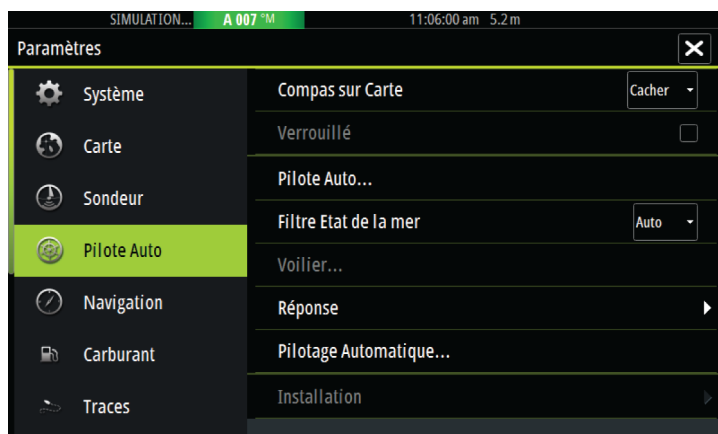 SIMULATION... A 007 °M 11:06:00 am 5.2 m
Paramètres
Système
Carte
Sondeur
Pilote Auto
Navigation
Carburant
Traces
Compas sur Carte Cacher
Verrouillé
Pilote Auto...
Filtre Etat de la mer Auto
Voilier...
Réponse
Pilotage Automatique...
Installation